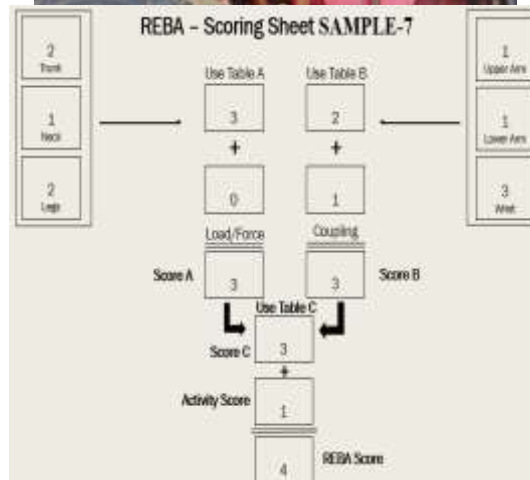 REBA – Scoring Sheet SAMPLE-7
2
Trunk
1
Neck
2
Legs
Use Table A
3
+
0
Load/Force
Score A
3
Use Table B
2
+
1
Coupling
3
Score B
1
Upper Arm
1
Lower Arm
3
Wrist
Use Table C
Score C
3
+
Activity Score
1
4
REBA Score